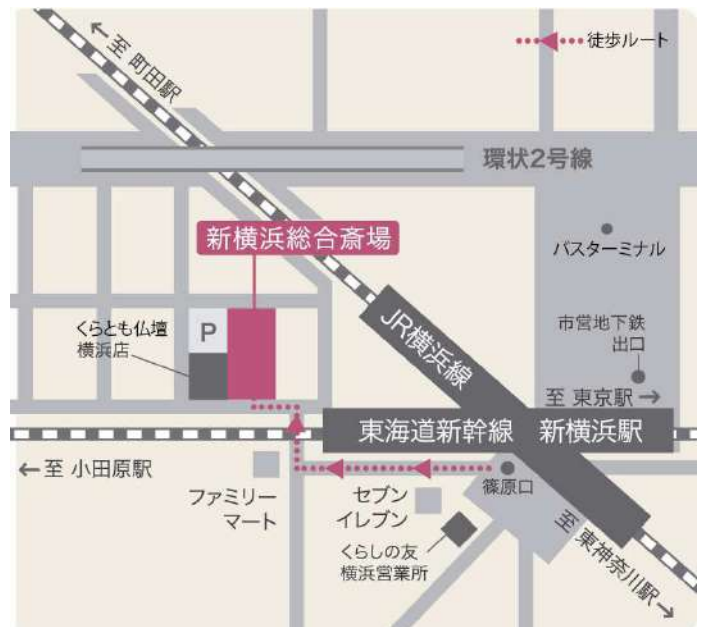 ←至 町田駅
徒歩ルート
環状2号線
新横浜総合斎場
バスターミナル
くらとも仏壇
横浜店
P
JR横浜線
市営地下鉄
出口
至 東京駅→
東海道新幹線 新横浜駅
←至 小田原駅
ファミリー
マート
セブン
イレブン
篠原口
くらしの友
横浜営業所
至 東神奈川駅→